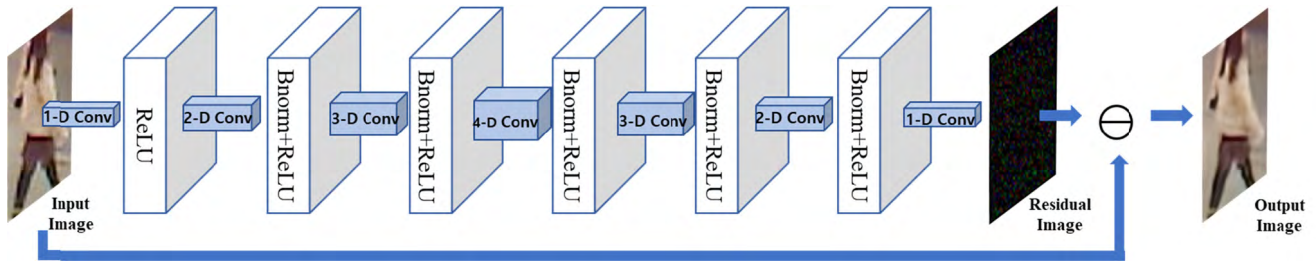 1-D Conv
ReLU
2-D Conv
Bnorm+ReLU
3-D Conv
Bnorm+ReLU
4-D Conv
Bnorm+ReLU
3-D Conv
Bnorm+ReLU
2-D Conv
Bnorm+ReLU
1-D Conv
Input
Image
Residual
Image
Output
Image